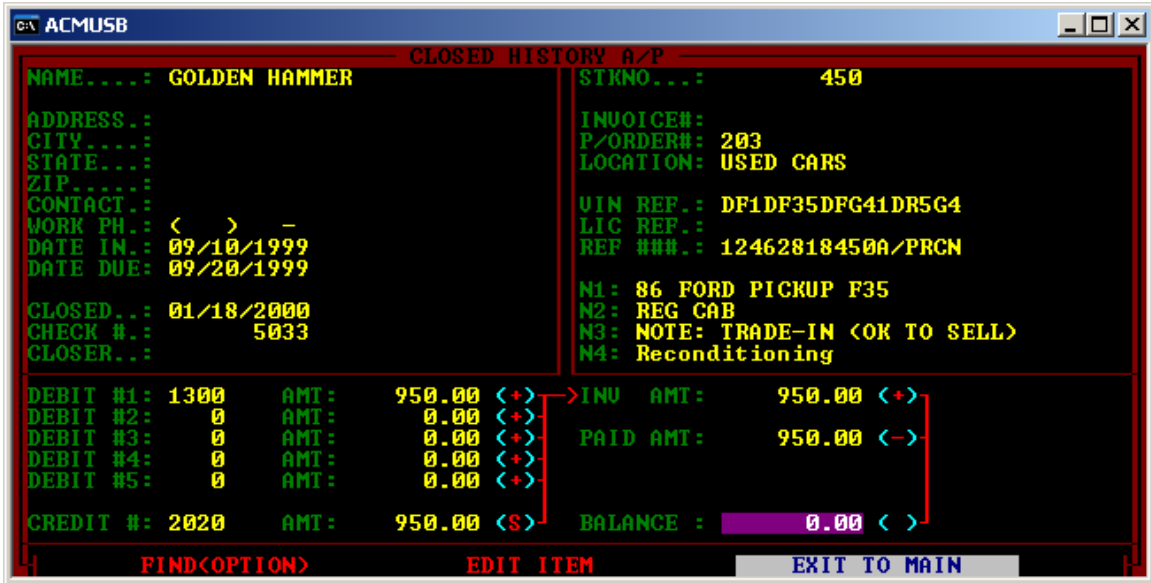 ACMUSB
CLOSED HISTORY A/P
NAME....: GOLDEN HAMMER
ADDRESS.:
CITY....:
STATE...:
ZIP.....:
CONTACT.:
WORK PH.: (   )   -
DATE IN.: 09/10/1999
DATE DUE: 09/20/1999
CLOSED..: 01/18/2000
CHECK #.: 5033
CLOSER..:
STKNO...: 450
INVOICE#:
P/ORDER#: 203
LOCATION: USED CARS
VIN REF.: DF1DF35DFG41DR5G4
LIC REF.:
REF ###.: 12462818450A/PRCN
N1: 86 FORD PICKUP F35
N2: REG CAB
N3: NOTE: TRADE-IN (OK TO SELL)
N4: Reconditioning
DEBIT #1: 1300 AMT: 950.00 (+)
DEBIT #2: 0 AMT: 0.00 (+)
DEBIT #3: 0 AMT: 0.00 (+)
DEBIT #4: 0 AMT: 0.00 (+)
DEBIT #5: 0 AMT: 0.00 (+)
CREDIT #: 2020 AMT: 950.00 (S)
>INV AMT: 950.00 (+)
PAID AMT: 950.00 (-)
BALANCE : 0.00 ( )
FIND(OPTION) EDIT ITEM EXIT TO MAIN